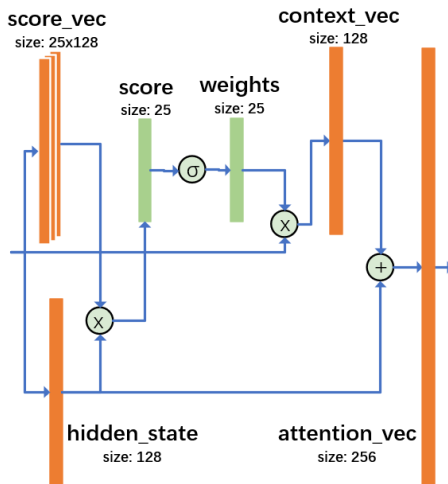 score_vec
size: 25x128
context_vec
size: 128
score
size: 25
weights
size: 25
σ
x
x
+
hidden_state
size: 128
attention_vec
size: 256